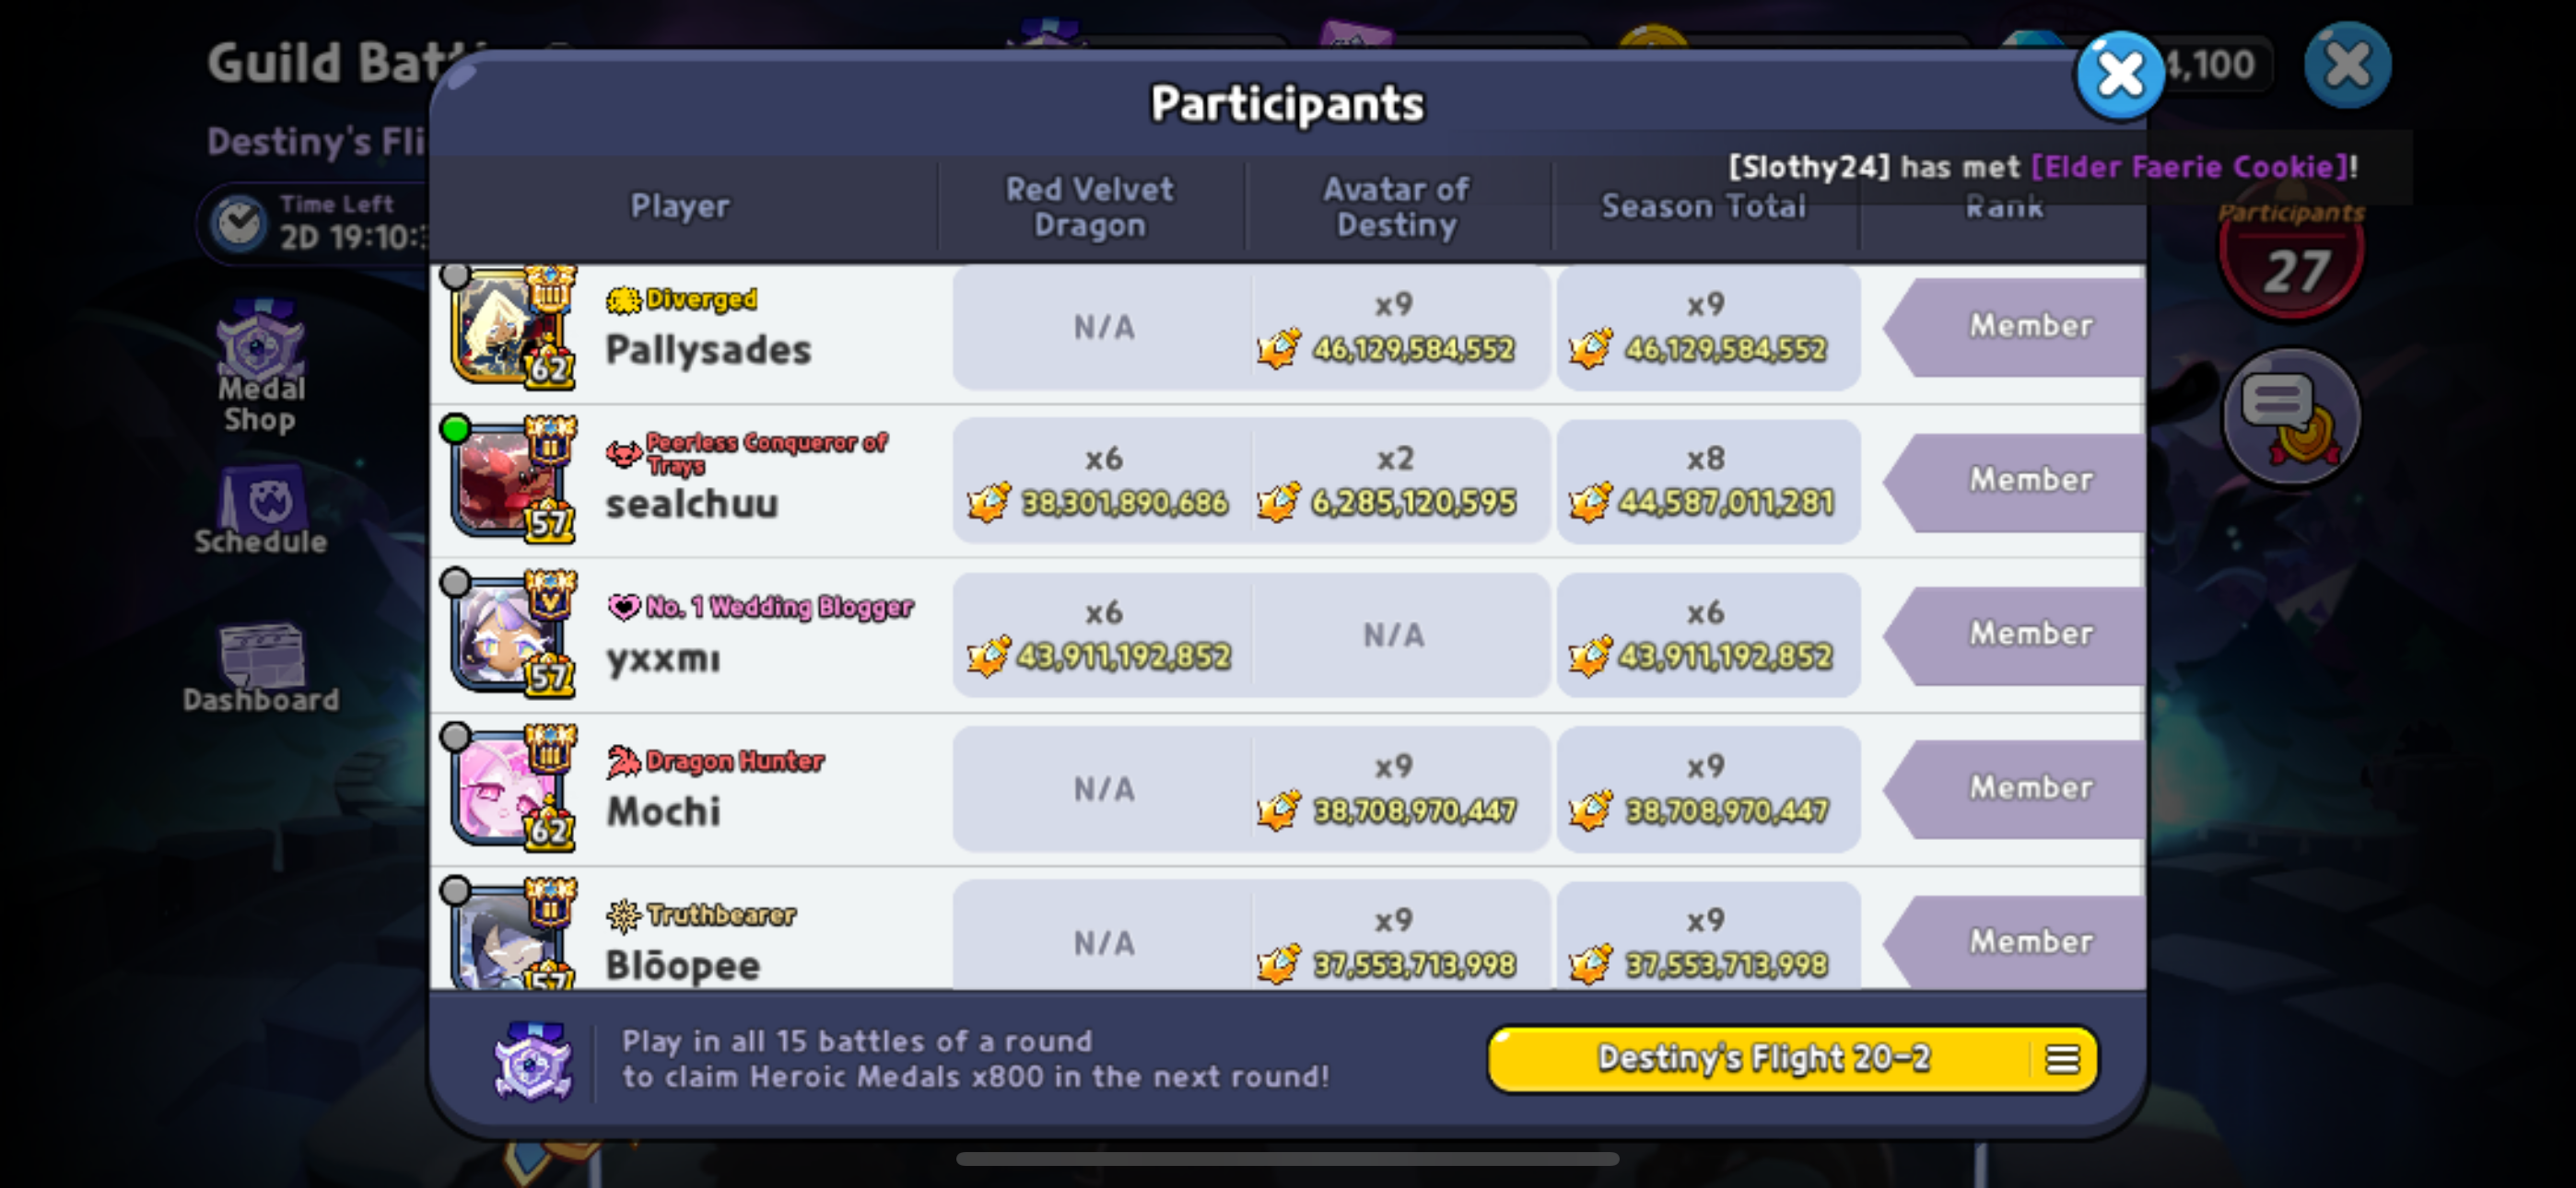 Guild Bat
4,100
Participants
Destiny's Fli
[Slothy24] has met [Elder Faerie Cookie]!
Time Left
2D 19:10:
Player
Red Velvet
Dragon
Avatar of
Destiny
Season Total
Rank
Participants
27
Medal
Shop
Schedule
Dashboard
62
Diverged
Pallysades
N/A
x9
46,129,584,552
x9
46,129,584,552
Member
57
Peerless Conqueror of
Trays
sealchuu
x6
38,301,890,686
x2
6,285,120,595
x8
44,587,011,281
Member
V
57
No. 1 Wedding Blogger
yxxmı
x6
43,911,192,852
N/A
x6
43,911,192,852
Member
III
62
Dragon Hunter
Mochi
N/A
x9
38,708,970,447
x9
38,708,970,447
Member
57
Truthbearer
Blōopee
N/A
x9
37,553,713,998
x9
37,553,713,998
Member
Play in all 15 battles of a round
to claim Heroic Medals x800 in the next round!
Destiny's Flight 20-2